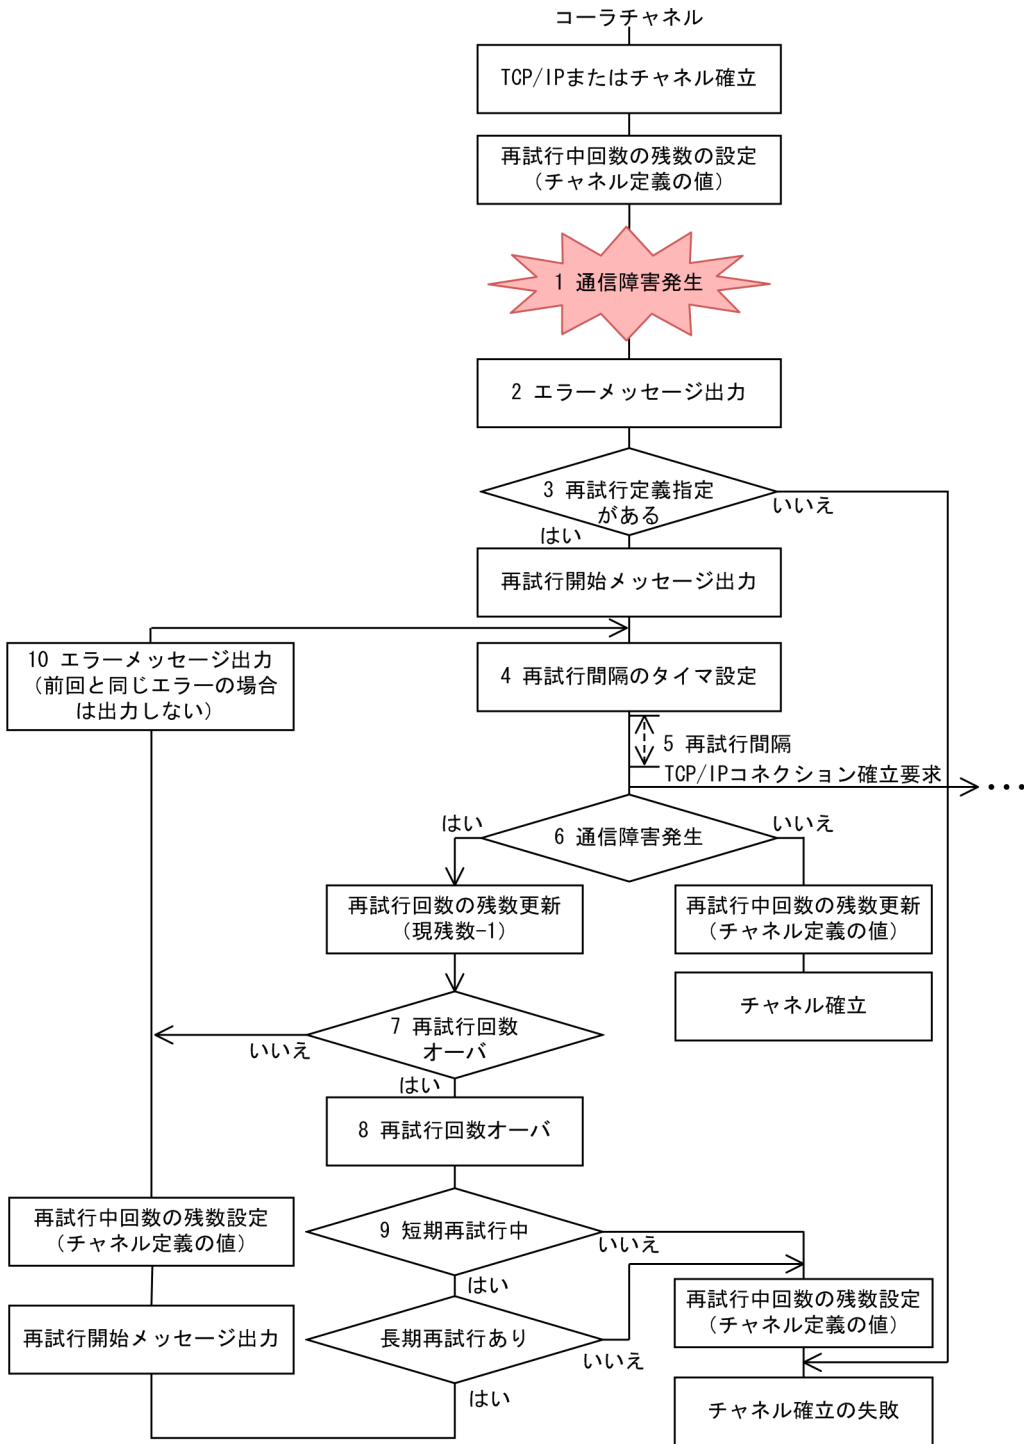 コーラチャネル
TCP/IPまたはチャネル確立
再試行中回数の残数の設定
（チャネル定義の値）
1 通信障害発生
2 エラーメッセージ出力
3 再試行定義指定
がある
いいえ
はい
再試行開始メッセージ出力
10 エラーメッセージ出力
（前回と同じエラーの場合
は出力しない）
4 再試行間隔のタイマ設定
5 再試行間隔
TCP/IPコネクション確立要求
・・・
はい
6 通信障害発生
いいえ
再試行回数の残数更新
（現残数-1）
再試行中回数の残数更新
（チャネル定義の値）
チャネル確立
7 再試行回数
オーバ
いいえ
はい
8 再試行回数オーバ
再試行中回数の残数設定
（チャネル定義の値）
9 短期再試行中
いいえ
はい
再試行中回数の残数設定
（チャネル定義の値）
再試行開始メッセージ出力
長期再試行あり
いいえ
はい
チャネル確立の失敗